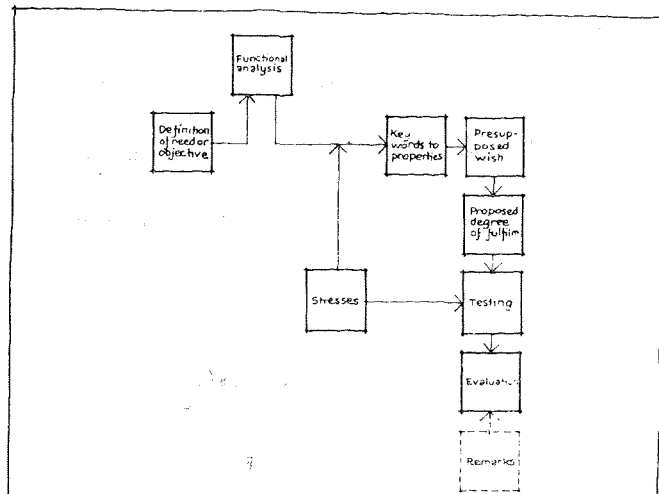 Functional
analysis
Definition
of need or
objective
Key
words to
properties
Presup-
posed
wish
Proposed
degree
of fulfilm
Stresses
Testing
Evaluation
Remarks